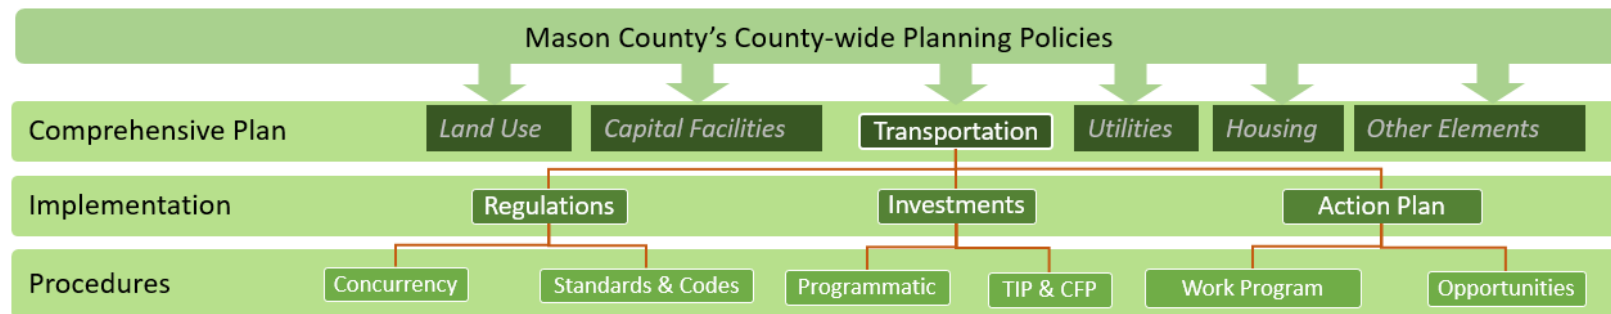 Mason County's County-wide Planning Policies
Comprehensive Plan
Land Use
Capital Facilities
Transportation
Utilities
Housing
Other Elements
Implementation
Regulations
Investments
Action Plan
Procedures
Concurrency
Standards & Codes
Programmatic
TIP & CFP
Work Program
Opportunities